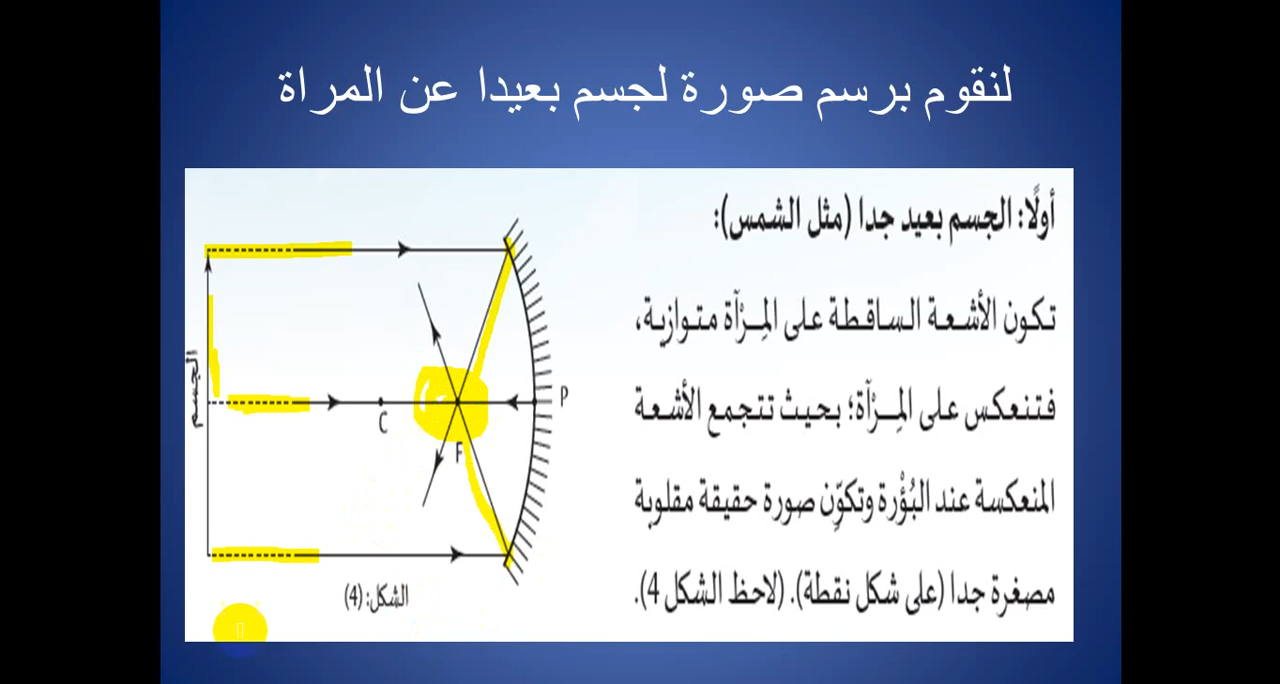 لنقوم برسم صورة لجسم بعيدا عن المراة
أولًا: الجسم بعيد جدا (مثل الشمس):
تكون الأشعة الساقطة على المِرْآة متوازية،
فتنعكس على المِرْآة؛ بحيث تتجمع الأشعة
المنعكسة عند البُؤْرة وتكوِّن صورة حقيقة مقلوبة
مصغرة جدا (على شكل نقطة). (لاحظ الشكل 4).
الجسم
C
F
P
الشكل: (4)